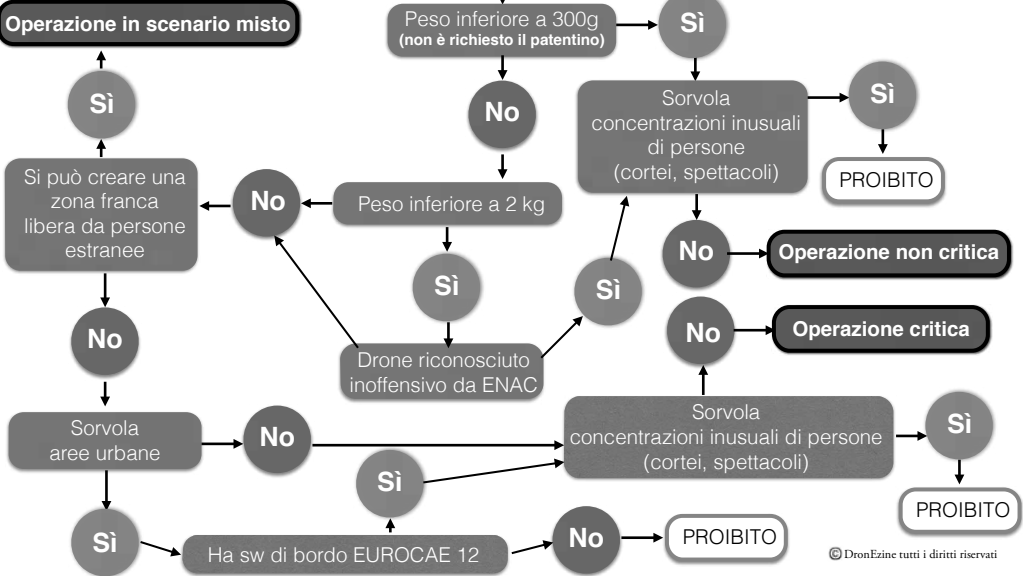 Operazione in scenario misto
Peso inferiore a 300g
(non è richiesto il patentino)
Sì
Sì
No
Sorvola
concentrazioni inusuali
di persone
(cortei, spettacoli)
Sì
PROIBITO
Si può creare una
zona franca
libera da persone
estranee
No
Peso inferiore a 2 kg
No
Operazione non critica
Sì
Sì
No
Operazione critica
No
Drone riconosciuto
inoffensivo da ENAC
Sorvola
aree urbane
No
Sorvola
concentrazioni inusuali di persone
(cortei, spettacoli)
Sì
Sì
PROIBITO
Sì
Ha sw di bordo EUROCAE 12
No
PROIBITO
© DronEzine tutti i diritti riservati